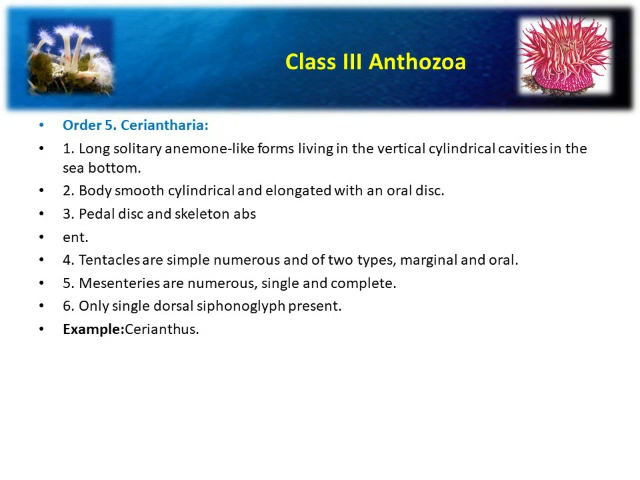 Class III Anthozoa
• Order 5. Ceriantharia:
• 1. Long solitary anemone-like forms living in the vertical cylindrical cavities in the
sea bottom.
• 2. Body smooth cylindrical and elongated with an oral disc.
• 3. Pedal disc and skeleton abs
• ent.
• 4. Tentacles are simple numerous and of two types, marginal and oral.
• 5. Mesenteries are numerous, single and complete.
• 6. Only single dorsal siphonoglyph present.
• Example:Cerianthus.